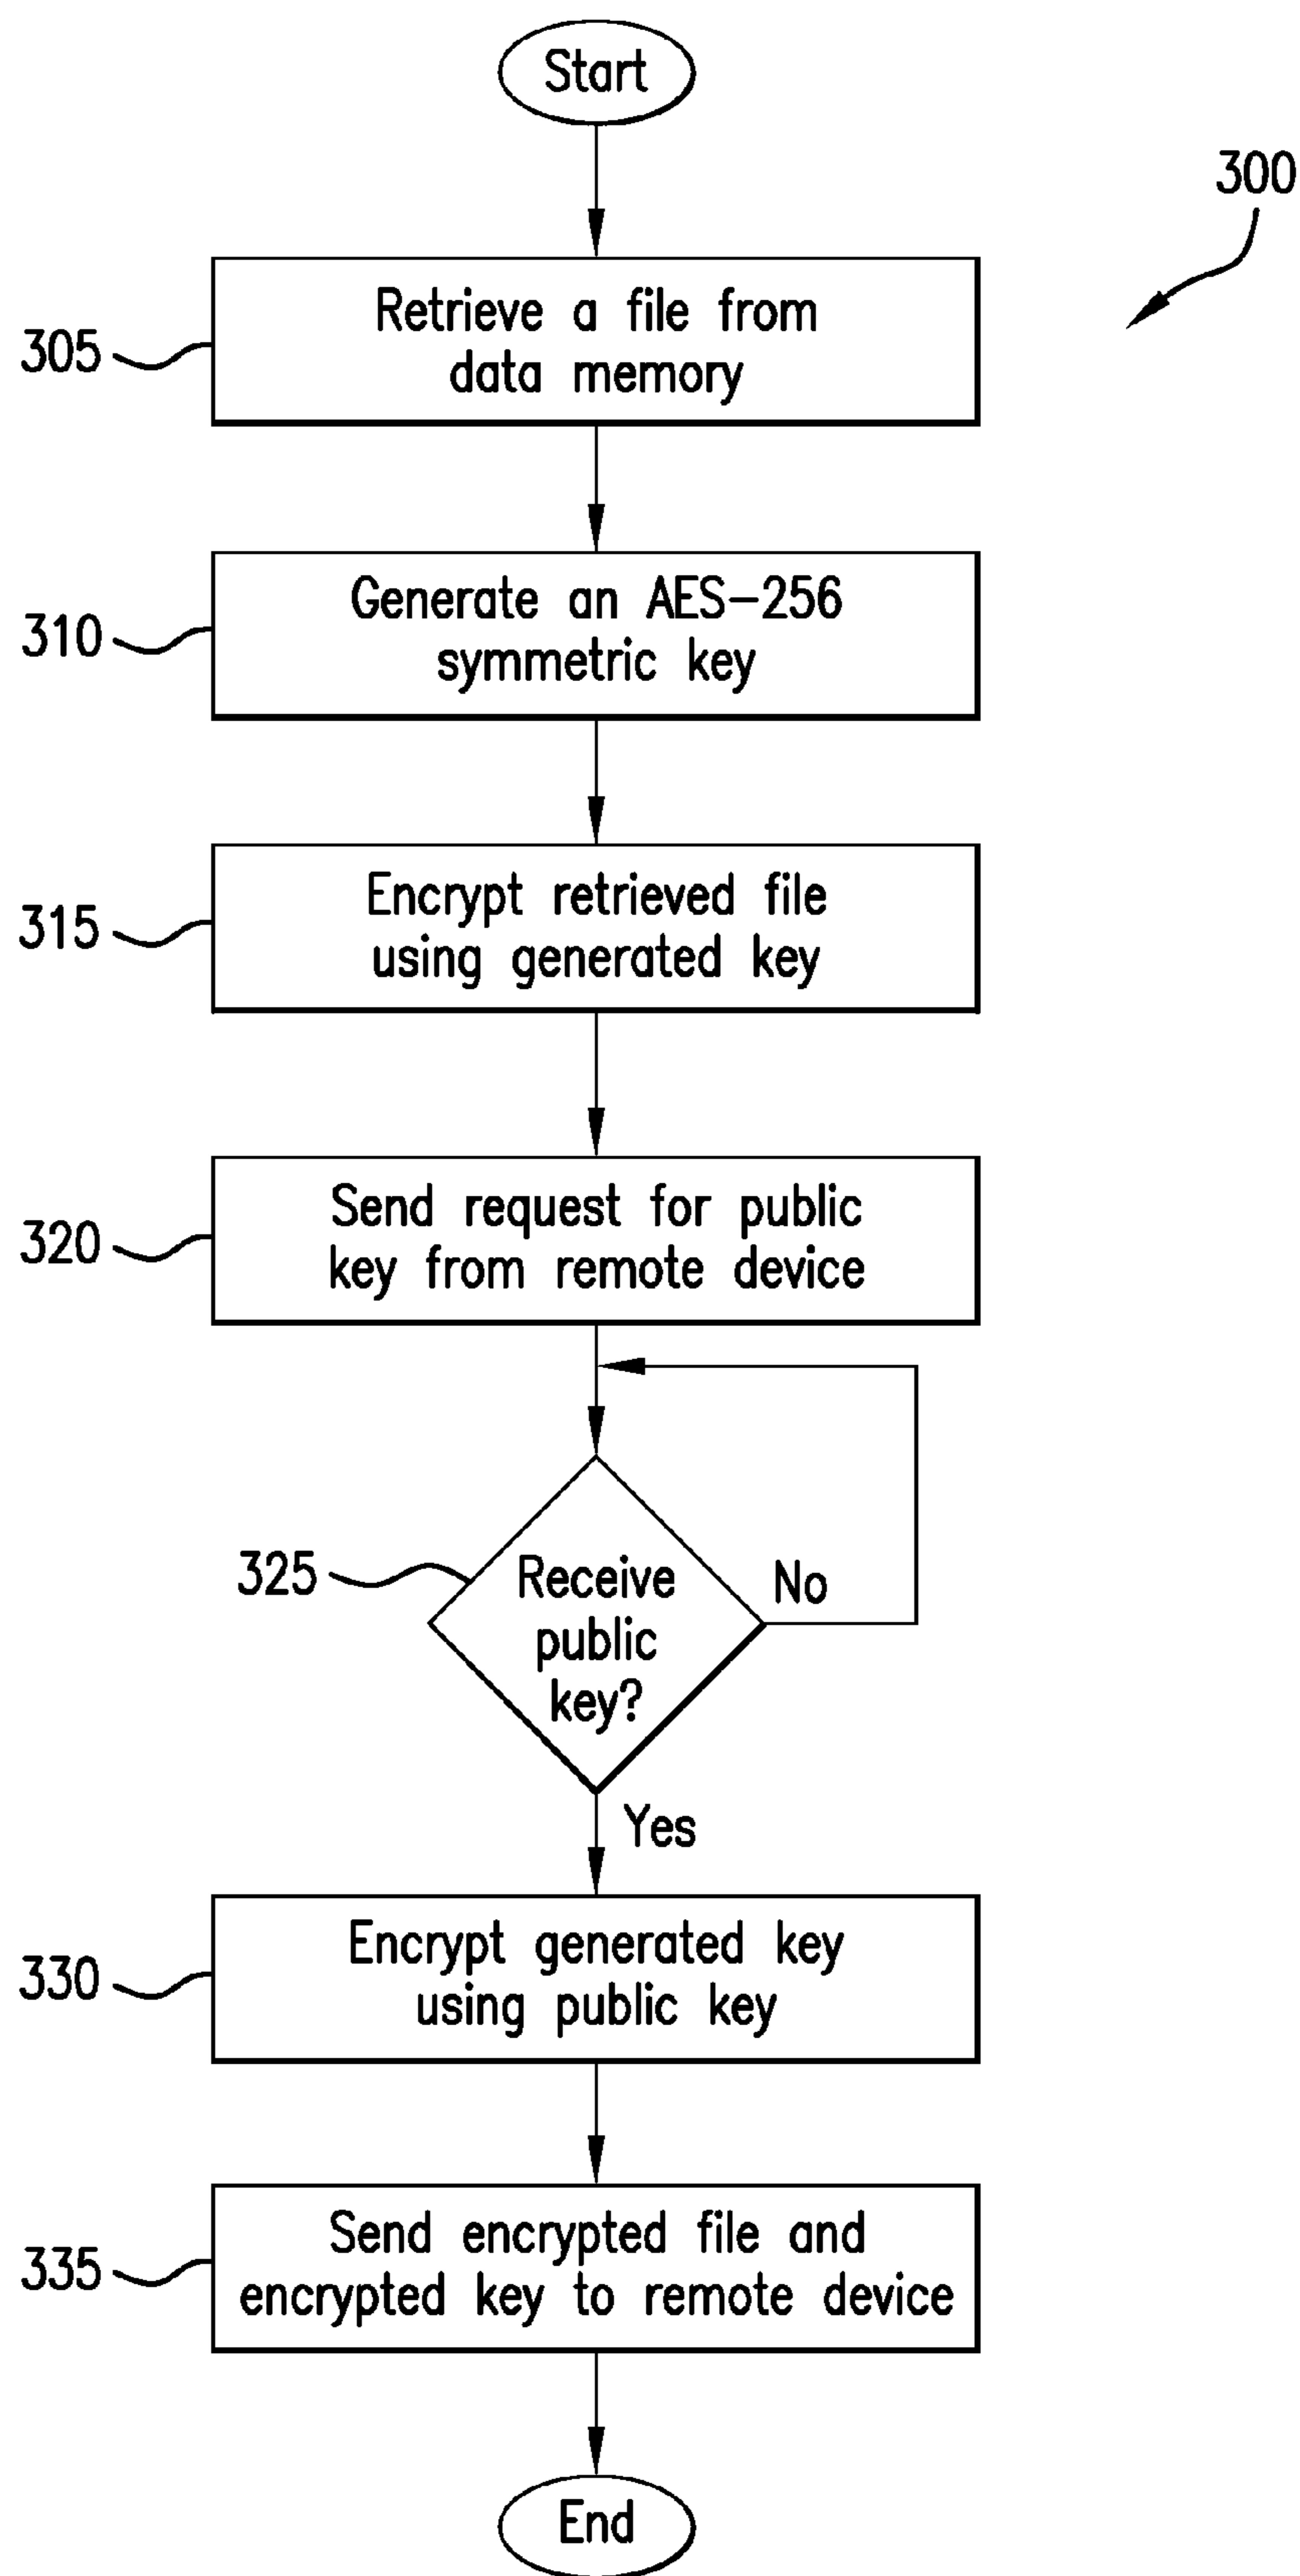 Start
300
305
Retrieve a file from
data memory
310
Generate an AES-256
symmetric key
315
Encrypt retrieved file
using generated key
320
Send request for public
key from remote device
325
Receive
public
key?
No
Yes
330
Encrypt generated key
using public key
335
Send encrypted file and
encrypted key to remote device
End